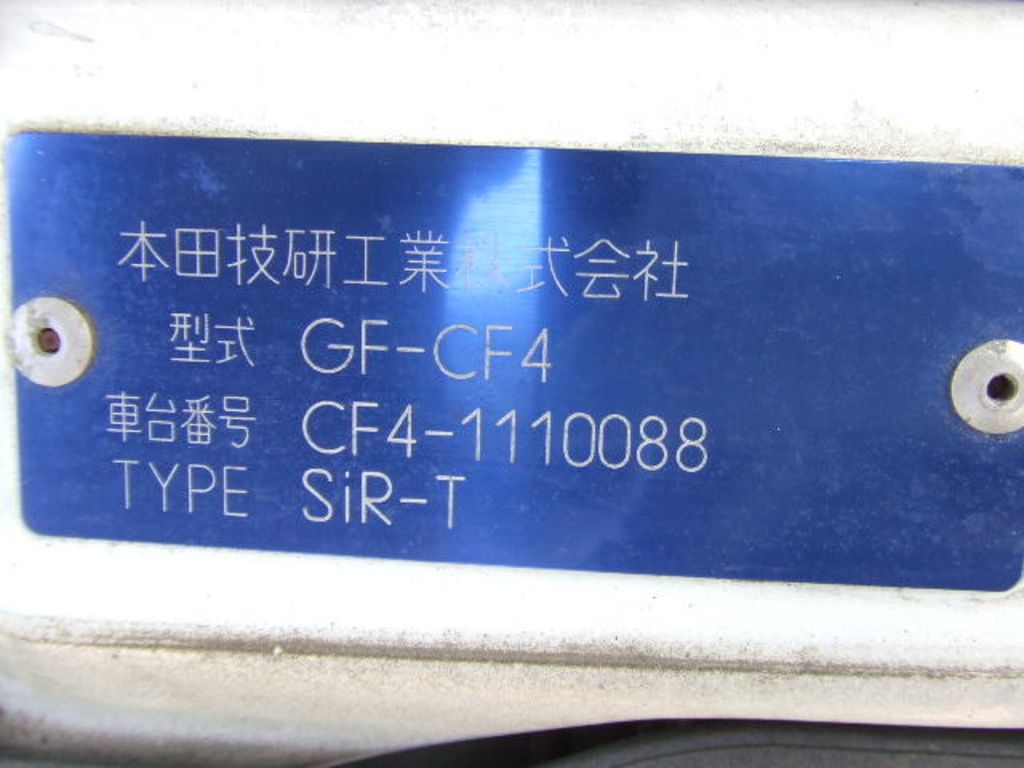 本田技研工業株式会社
型式 GF-CF4
車台番号 CF4-1110088
TYPE SiR-T